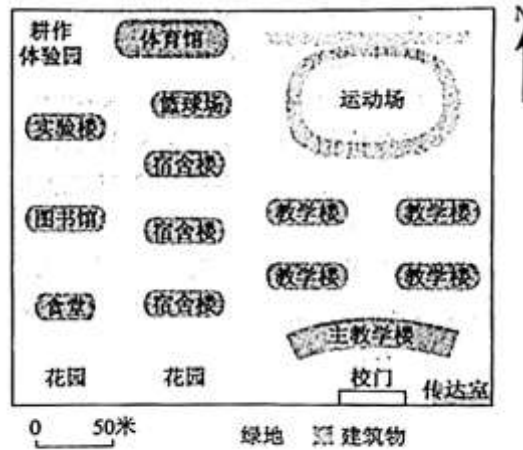 N
耕作
体验园
体育馆
运动场
篮球场
实验楼
宿舍楼
图书馆
宿舍楼
教学楼 教学楼
食堂
宿舍楼
教学楼 教学楼
主教学楼
花园 花园 校门 传达室
0 50米 绿地 建筑物